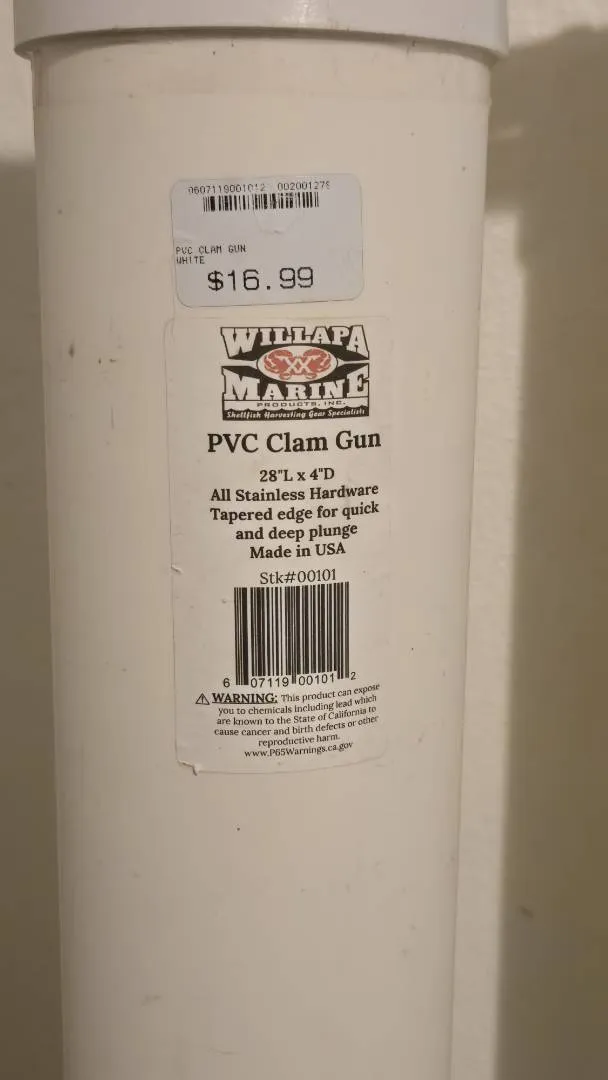 0607119001012 002001279
PVC CLAM GUN
WHITE
$16.99
WILLAPA
XX
MARINE
PRODUCTS, INC.
Shellfish Harvesting Gear Specialists
PVC Clam Gun
28"L x 4"D
All Stainless Hardware
Tapered edge for quick
and deep plunge
Made in USA
Stk#00101
6 07119 00101 2
⚠ WARNING: This product can expose
you to chemicals including lead which
are known to the State of California to
cause cancer and birth defects or other
reproductive harm.
www.P65Warnings.ca.gov